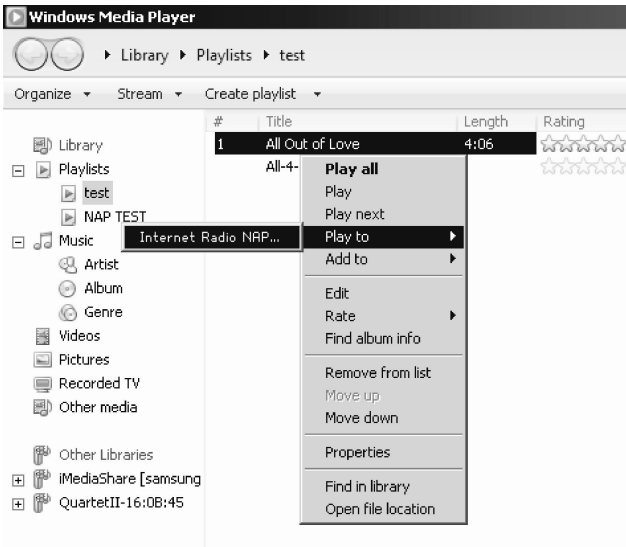 Windows Media Player
Library Playlists test
Organize Stream Create playlist
# Title Length Rating
Library
1 All Out of Love 4:06
Playlists
All-4-
test
NAP TEST
Music
Artist
Album
Genre
Videos
Pictures
Recorded TV
Other media
Other Libraries
iMediaShare [samsung
QuartetII-16:0B:45
Play all
Play
Play next
Play to
Internet Radio NAP...
Add to
Edit
Rate
Find album info
Remove from list
Move up
Move down
Properties
Find in library
Open file location